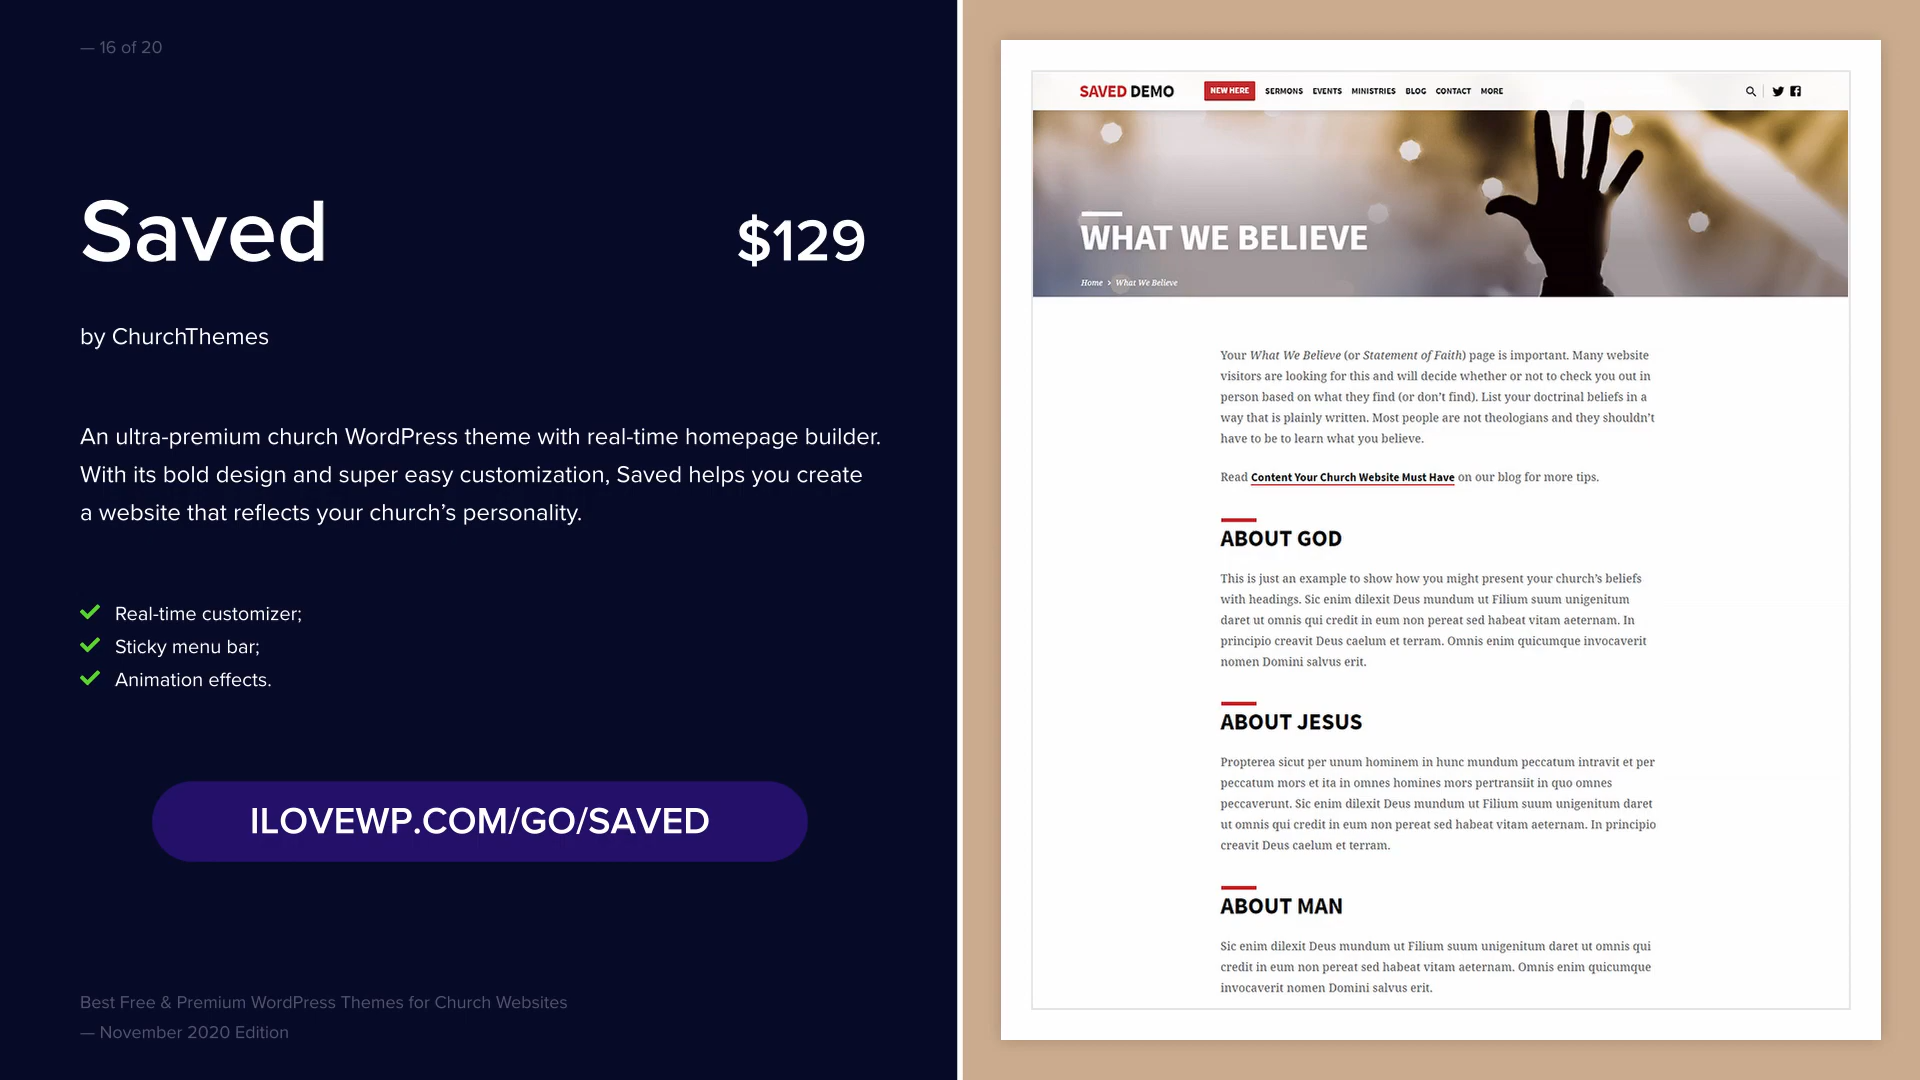 — 16 of 20
Saved
$129
by ChurchThemes
An ultra-premium church WordPress theme with real-time homepage builder.
With its bold design and super easy customization, Saved helps you create
a website that reflects your church’s personality.
Real-time customizer;
Sticky menu bar;
Animation effects.
ILOVEWP.COM/GO/SAVED
Best Free & Premium WordPress Themes for Church Websites
— November 2020 Edition
SAVED DEMO
NEW HERE SERMONS EVENTS MINISTRIES BLOG CONTACT MORE
WHAT WE BELIEVE
Home > What We Believe
Your What We Believe (or Statement of Faith) page is important. Many website
visitors are looking for this and will decide whether or not to check you out in
person based on what they find (or don’t find). List your doctrinal beliefs in a
way that is plainly written. Most people are not theologians and they shouldn’t
have to be to learn what you believe.
Read Content Your Church Website Must Have on our blog for more tips.
ABOUT GOD
This is just an example to show how you might present your church’s beliefs
with headings. Sic enim dilexit Deus mundum ut Filium suum unigenitum
daret ut omnis qui credit in eum non pereat sed habeat vitam aeternam. In
principio creavit Deus caelum et terram. Omnis enim quicumque invocaverit
nomen Domini salvus erit.
ABOUT JESUS
Propterea sicut per unum hominem in hunc mundum peccatum intravit et per
peccatum mors et ita in omnes homines mors pertransiit in quo omnes
peccaverunt. Sic enim dilexit Deus mundum ut Filium suum unigenitum daret
ut omnis qui credit in eum non pereat sed habeat vitam aeternam. In principio
creavit Deus caelum et terram.
ABOUT MAN
Sic enim dilexit Deus mundum ut Filium suum unigenitum daret ut omnis qui
credit in eum non pereat sed habeat vitam aeternam. Omnis enim quicumque
invocaverit nomen Domini salvus erit.